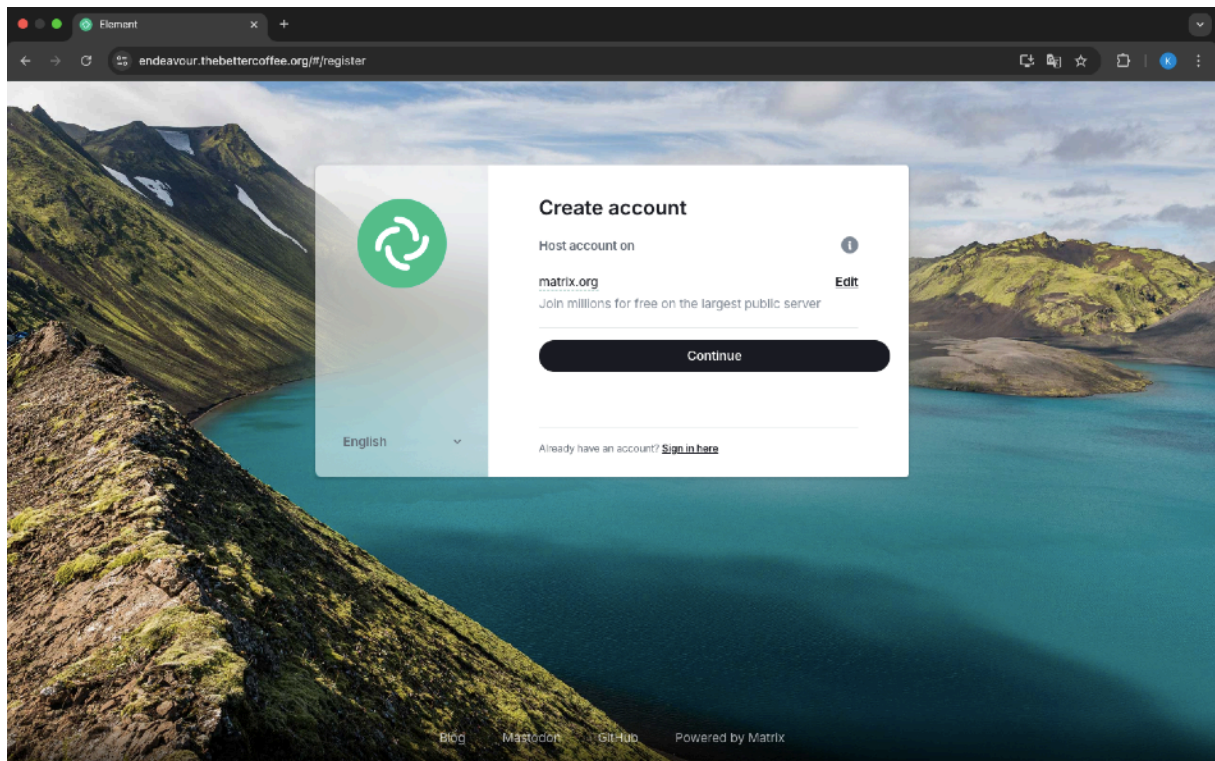 Element
endeavour.thebettercoffee.org/#/register
K
Create account
Host account on
matrix.org
Edit
Join millions for free on the largest public server
Continue
English
Already have an account? Sign in here
Blog
Mastodon
GitHub
Powered by Matrix